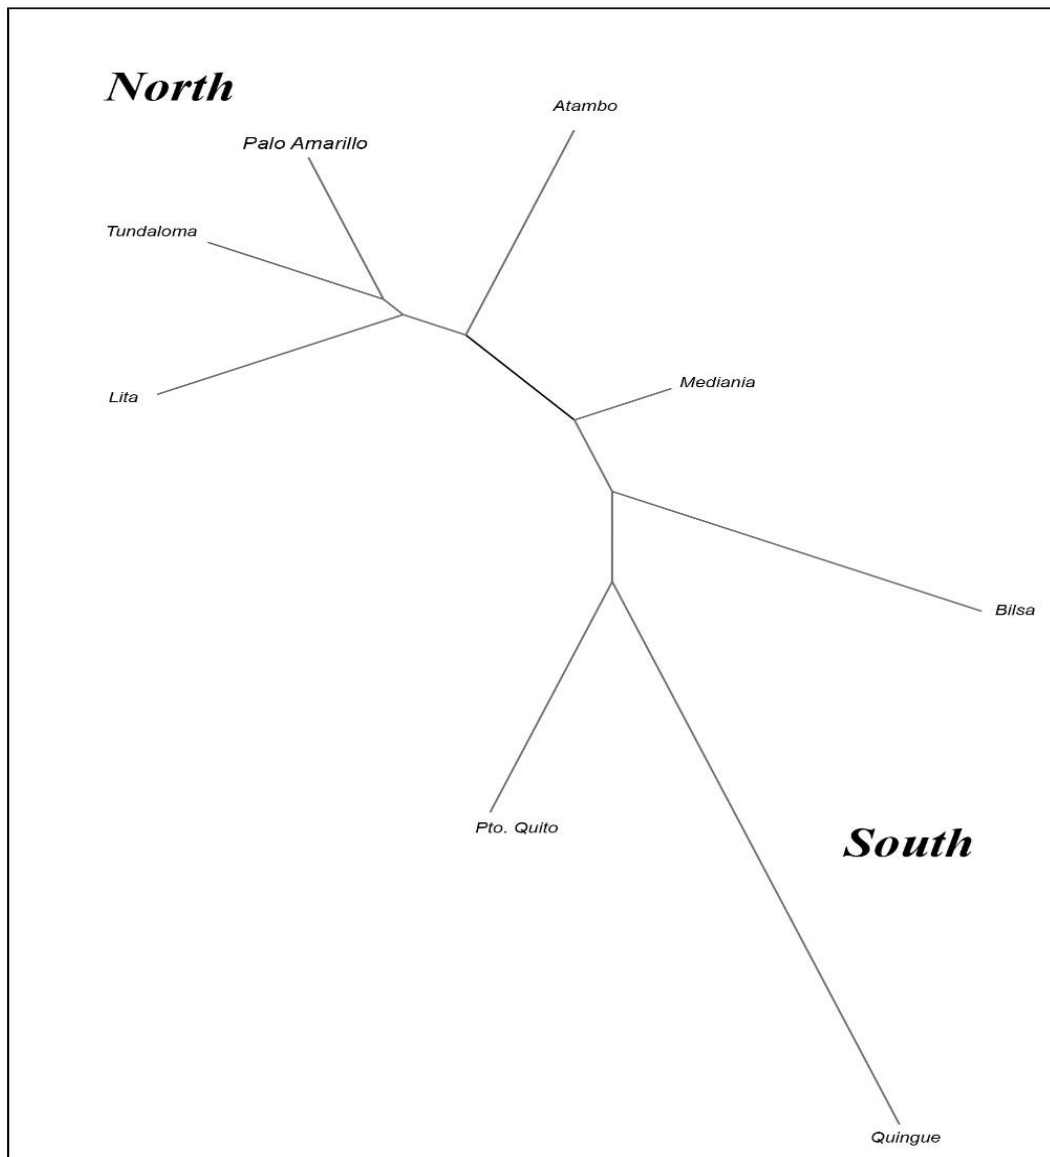 North
Atambo
Palo Amarillo
Tundaloma
Mediania
Lita
Bilsa
Pto. Quito
South
Quingue